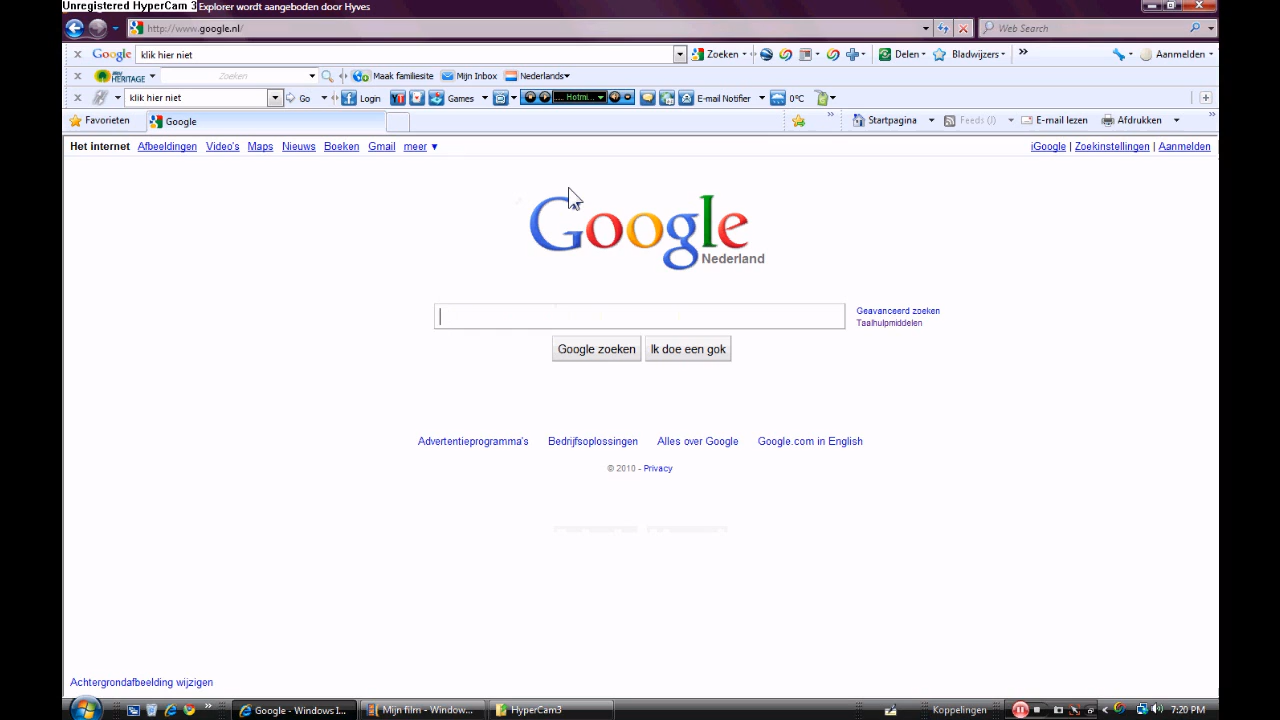 Unregistered HyperCam 3 Explorer wordt aangeboden door Hyves
http://www.google.nl/ Web Search
Google klik hier niet Zoeken Delen Bladwijzers Aanmelden
HERITAGE Zoeken Maak familiesite Mijn Inbox Nederlands
klik hier niet Go Login Games Hotmi... E-mail Notifier 0°C
Favorieten Google Startpagina Feeds (J) E-mail lezen Afdrukken
Het internet Afbeeldingen Video's Maps Nieuws Boeken Gmail meer ▼ iGoogle | Zoekinstellingen | Aanmelden
Google
Nederland
Geavanceerd zoeken
Taalhulpmiddelen
Google zoeken Ik doe een gok
Advertentieprogramma's Bedrijfsoplossingen Alles over Google Google.com in English
© 2010 - Privacy
Achtergrondafbeelding wijzigen
Google - Windows I... Mijn film - Window... HyperCam3 Koppelingen 7:20 PM